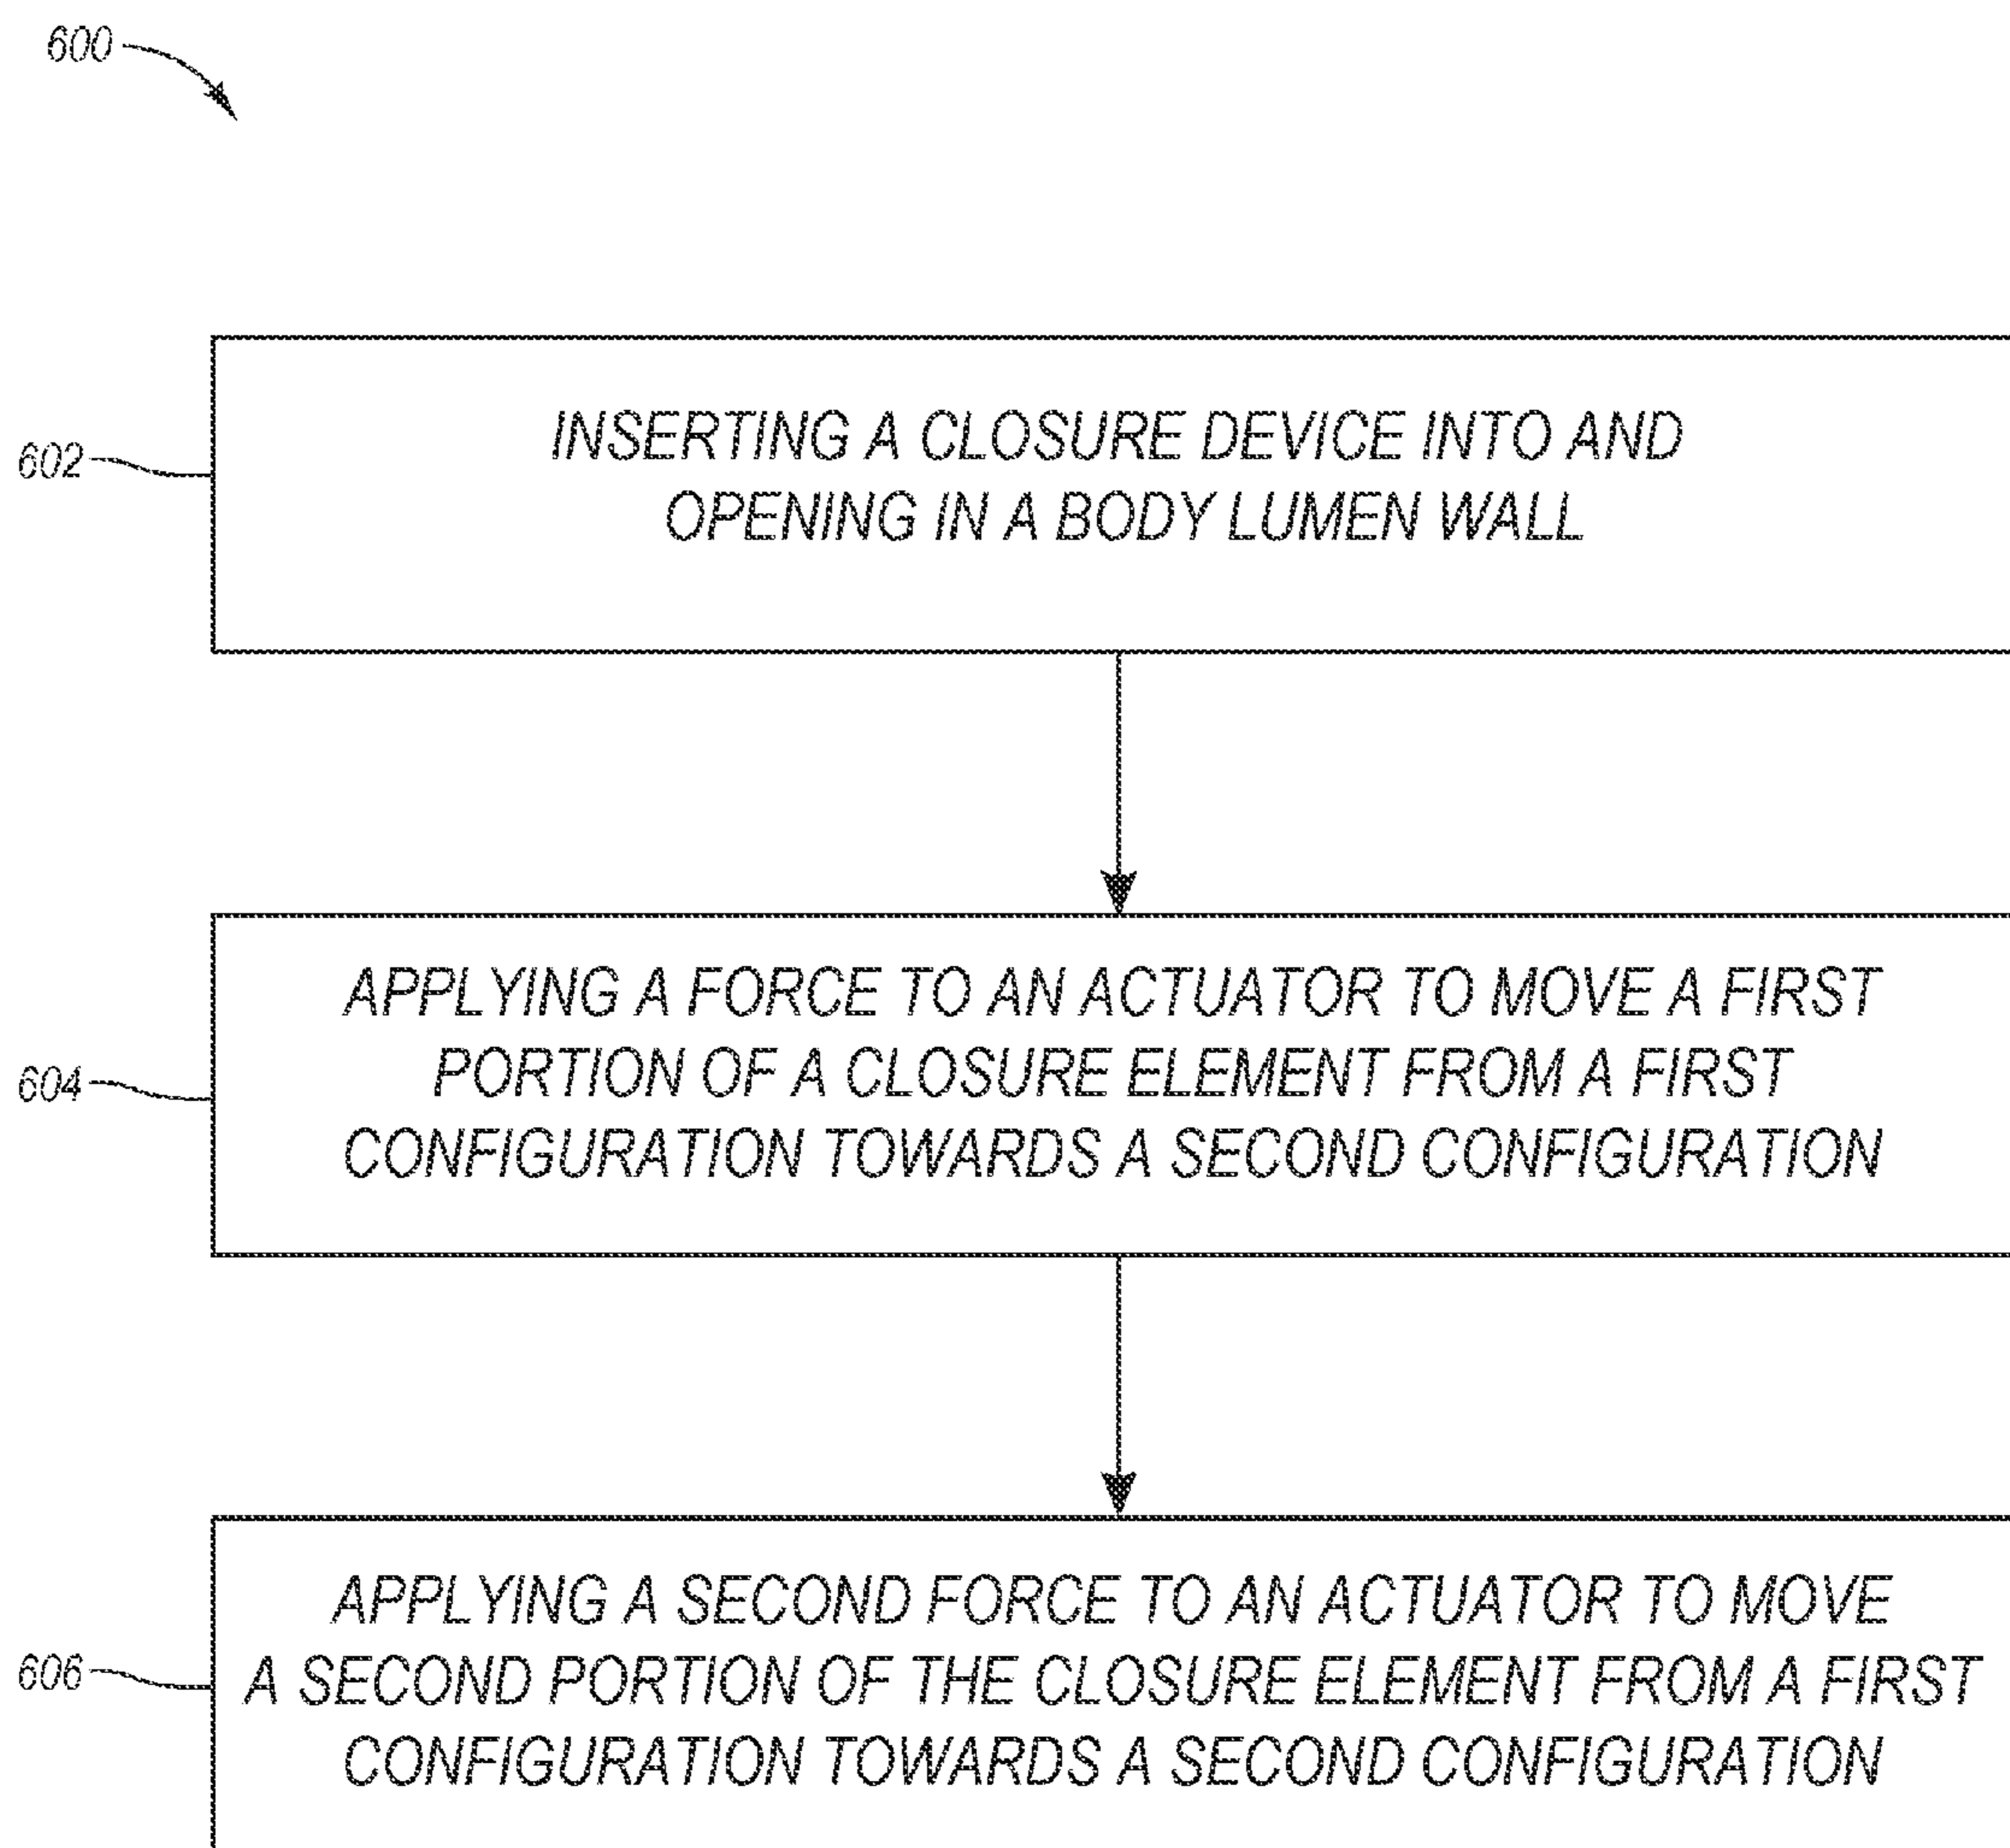 600
602
INSERTING A CLOSURE DEVICE INTO AND
OPENING IN A BODY LUMEN WALL
604
APPLYING A FORCE TO AN ACTUATOR TO MOVE A FIRST
PORTION OF A CLOSURE ELEMENT FROM A FIRST
CONFIGURATION TOWARDS A SECOND CONFIGURATION
606
APPLYING A SECOND FORCE TO AN ACTUATOR TO MOVE
A SECOND PORTION OF THE CLOSURE ELEMENT FROM A FIRST
CONFIGURATION TOWARDS A SECOND CONFIGURATION